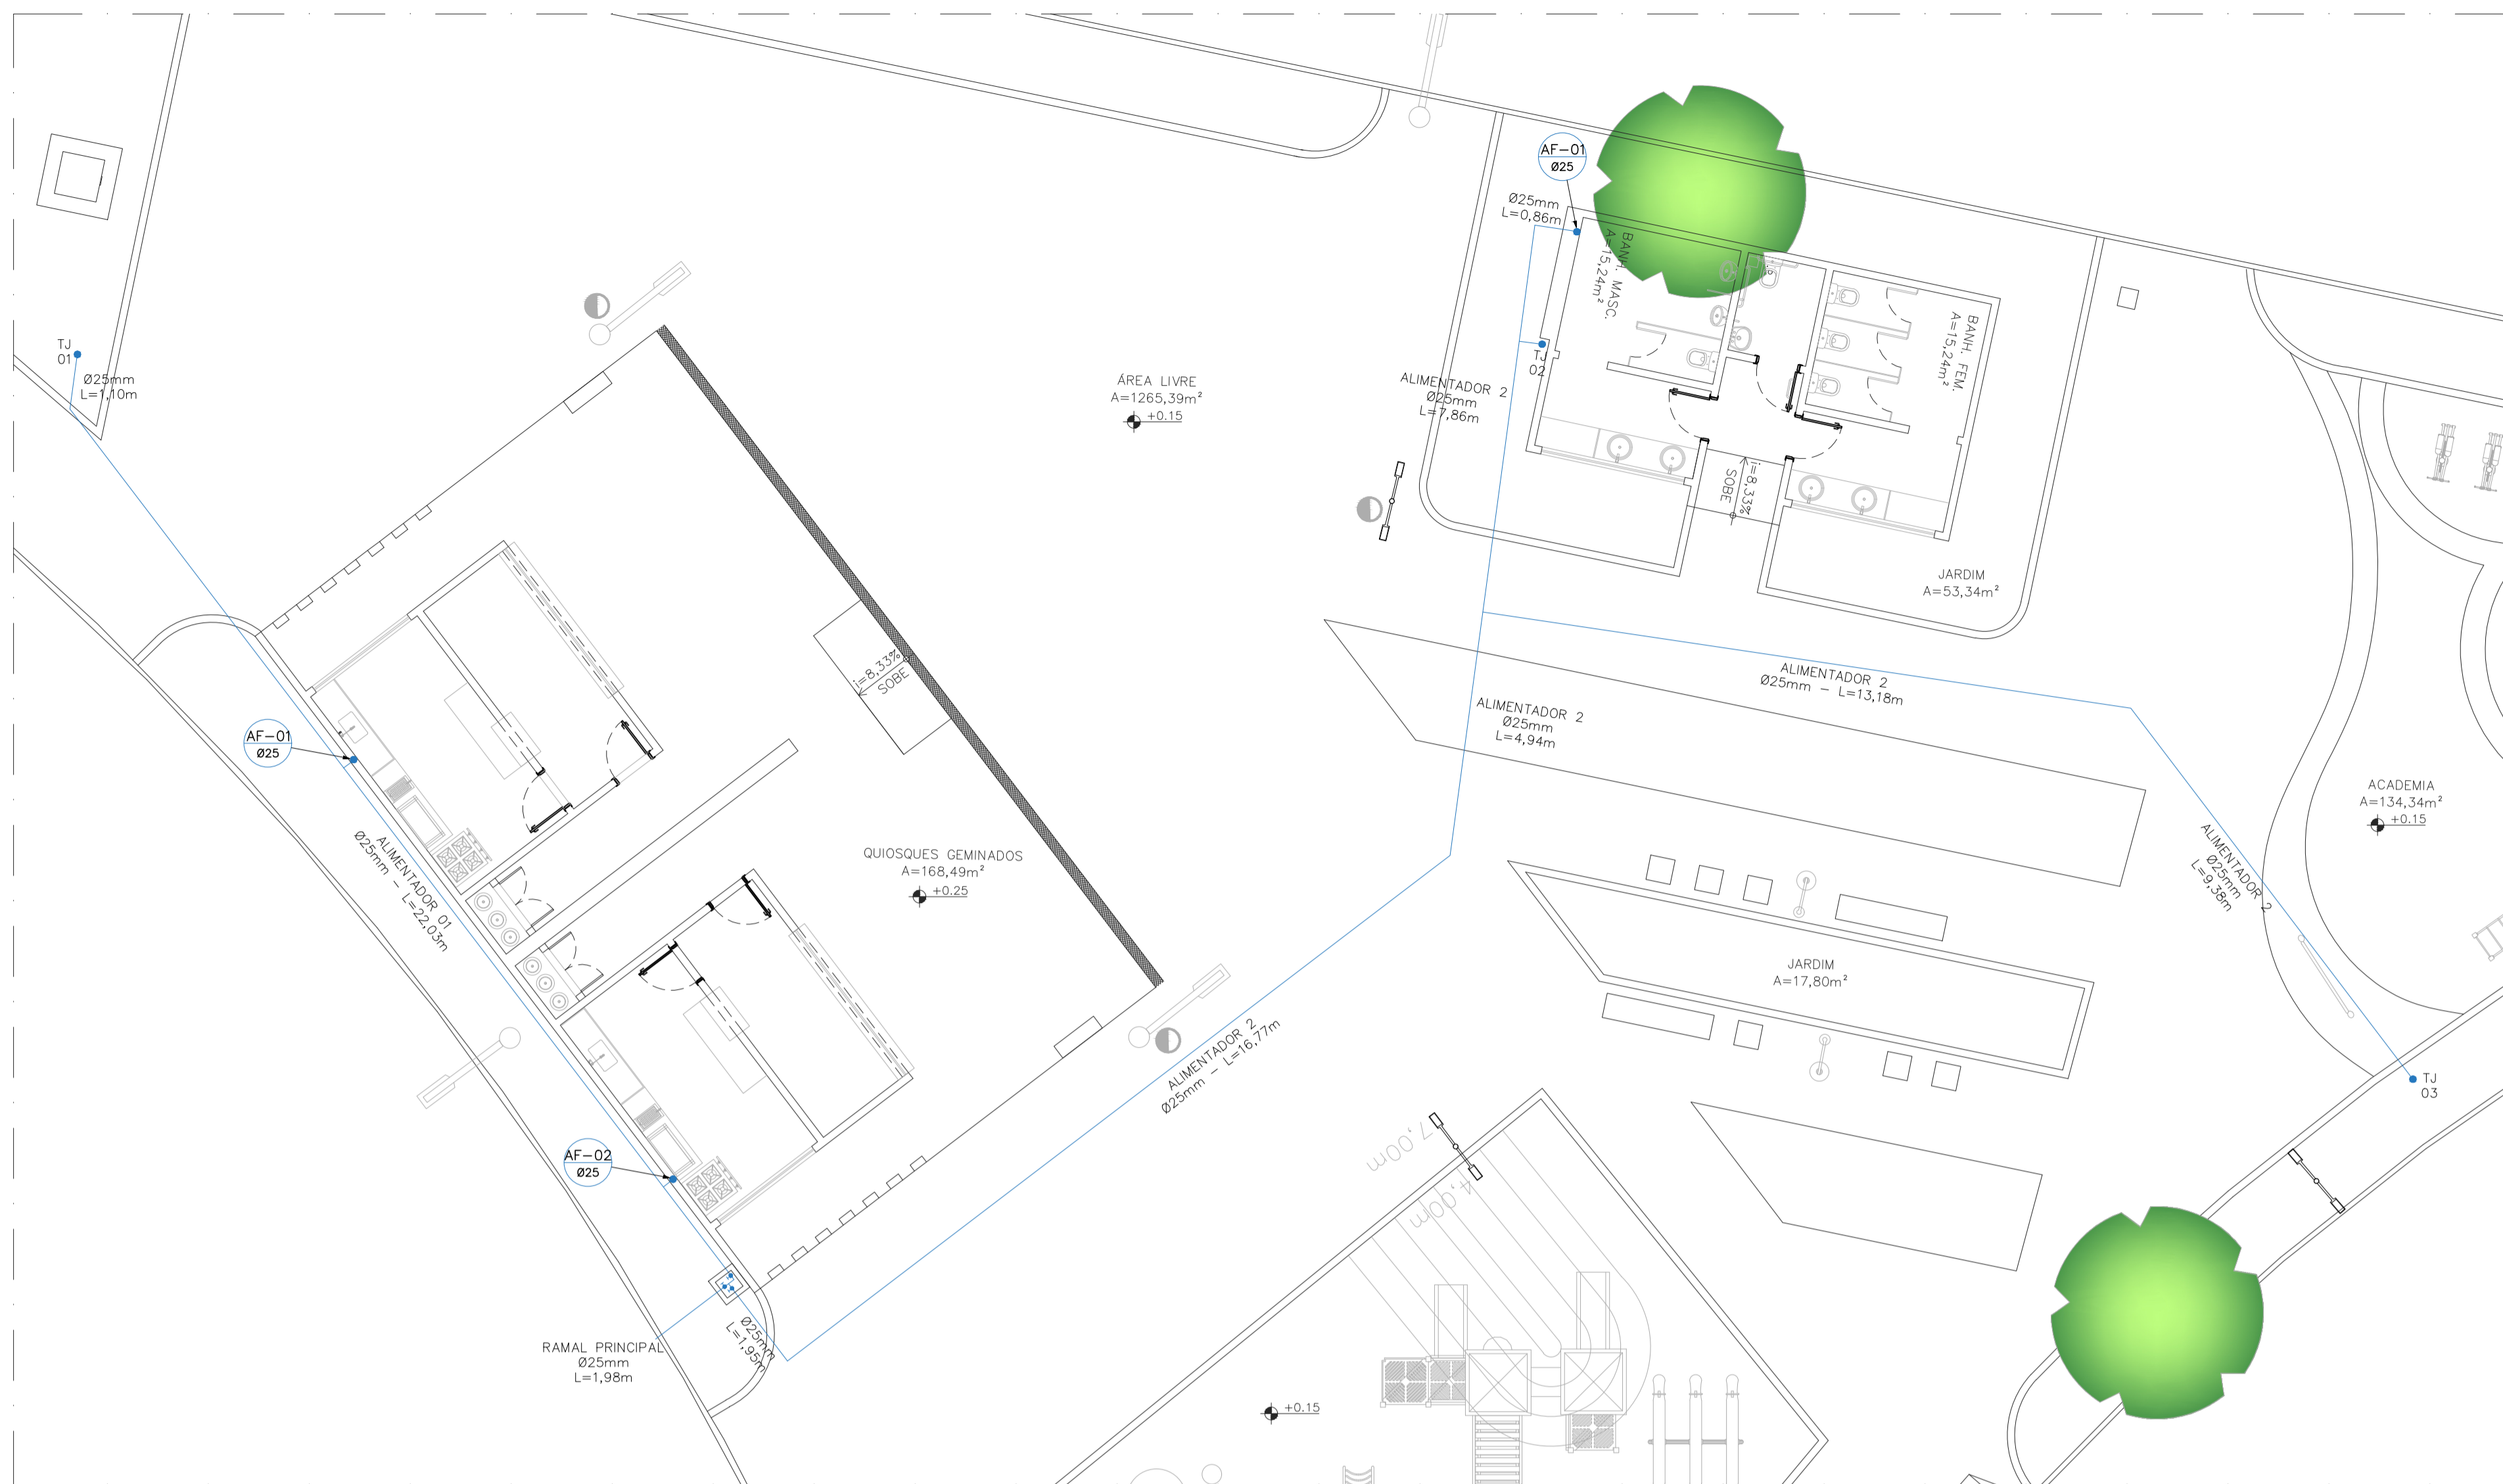 AF-01
Ø25
Ø25mm
L=0,86m
BANH. MASC.
A=15,24m²
BANH. FEM.
A=15,24m²
TJ
01
Ø25mm
L=1,10m
TJ
02
ÁREA LIVRE
A=1265,39m²
+0.15
ALIMENTADOR 2
Ø25mm
L=7,86m
i=8,33%
SOBE
JARDIM
A=53,34m²
i=8,33%
SOBE
ALIMENTADOR 2
Ø25mm - L=13,18m
ALIMENTADOR 2
Ø25mm
L=4,94m
AF-01
Ø25
ACADEMIA
A=134,34m²
+0.15
ALIMENTADOR 01
Ø25mm - L=22,03m
QUIOSQUES GEMINADOS
A=168,49m²
+0.25
ALIMENTADOR 2
Ø25mm
L=9,38m
JARDIM
A=17,80m²
ALIMENTADOR 2
Ø25mm - L=16,77m
TJ
03
7,00m
4,00m
AF-02
Ø25
Ø25mm
L=1,95m
RAMAL PRINCIPAL
Ø25mm
L=1,98m
+0.15